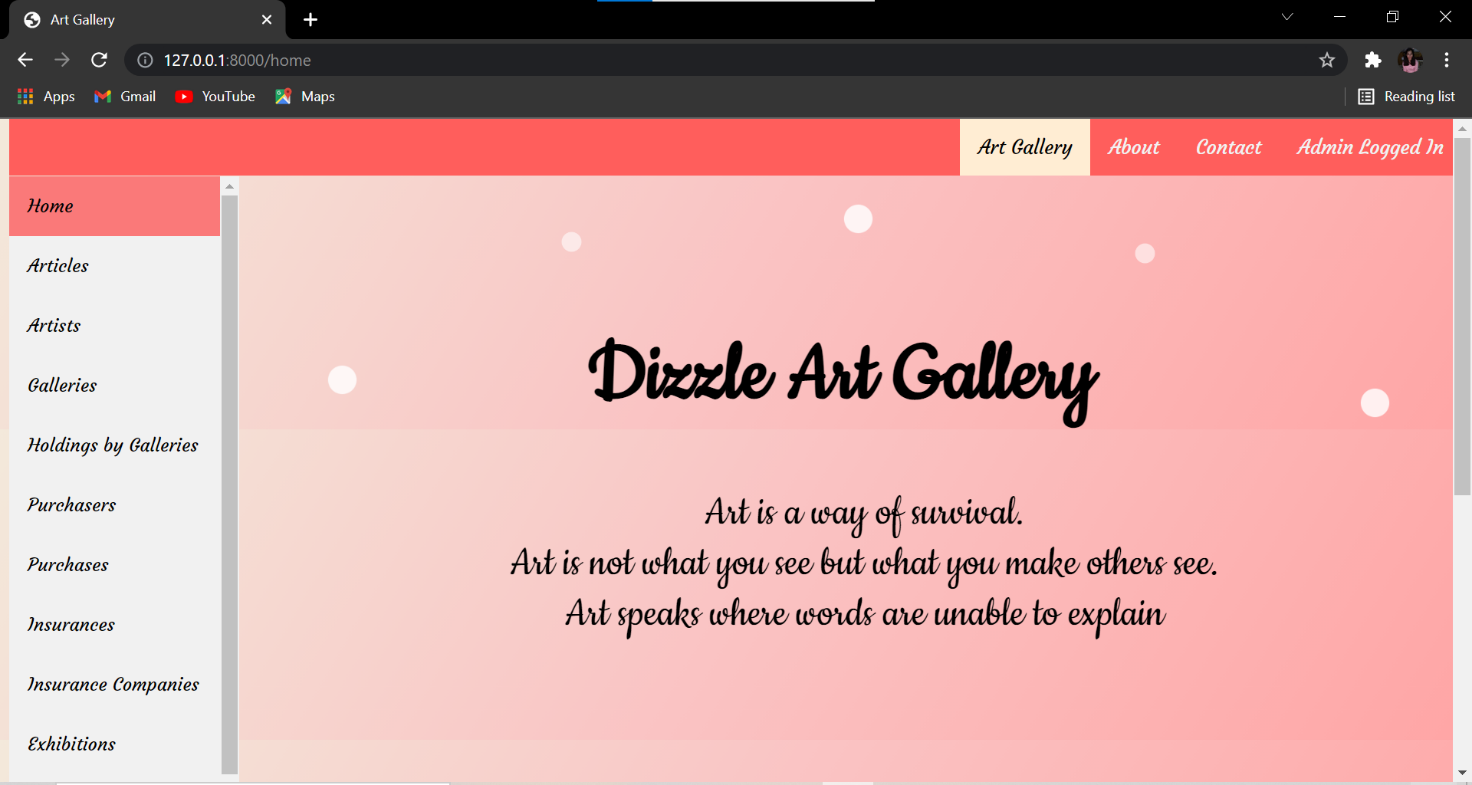 Art Gallery
127.0.0.1:8000/home
Apps
Gmail
YouTube
Maps
Reading list
Art Gallery
About
Contact
Admin Logged In
Home
Articles
Artists
Galleries
Holdings by Galleries
Purchasers
Purchases
Insurances
Insurance Companies
Exhibitions
Dizzle Art Gallery
Art is a way of survival.
Art is not what you see but what you make others see.
Art speaks where words are unable to explain